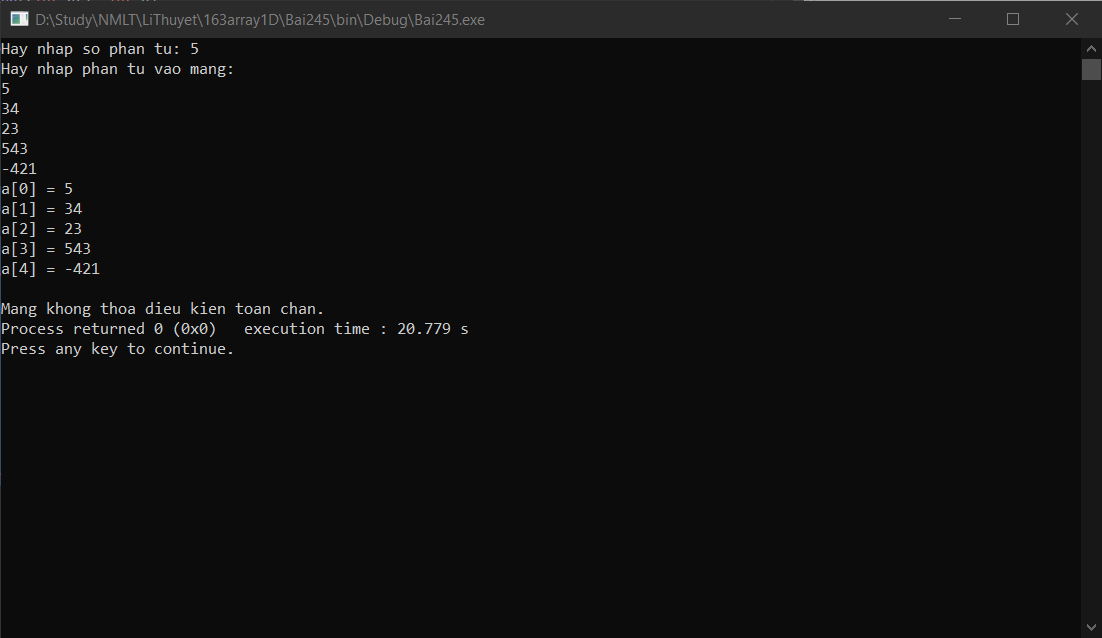 D:\Study\NMLT\LiThuyet\163array1D\Bai245\bin\Debug\Bai245.exe
Hay nhap so phan tu: 5
Hay nhap phan tu vao mang:
5
34
23
543
-421
a[0] = 5
a[1] = 34
a[2] = 23
a[3] = 543
a[4] = -421
Mang khong thoa dieu kien toan chan.
Process returned 0 (0x0)   execution time : 20.779 s
Press any key to continue.